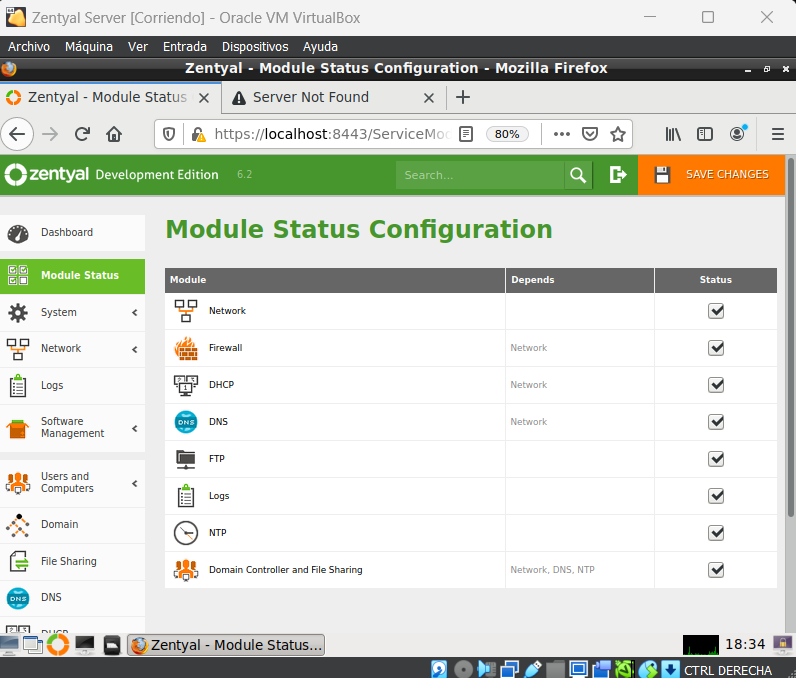 Zentyal Server [Corriendo] - Oracle VM VirtualBox
Archivo Máquina Ver Entrada Dispositivos Ayuda
Zentyal - Module Status Configuration - Mozilla Firefox
Zentyal - Module Status
Server Not Found
https://localhost:8443/ServiceMo
80%
zentyal Development Edition 6.2
Search...
SAVE CHANGES
Dashboard
Module Status
System
Network
Logs
Software
Management
Users and
Computers
Domain
File Sharing
DNS
DHCP
Module Status Configuration
Module Depends Status
Network
Firewall Network
DHCP Network
DNS Network
FTP
Logs
NTP
Domain Controller and File Sharing Network, DNS, NTP
Zentyal - Module Status...
18:34
CTRL DERECHA